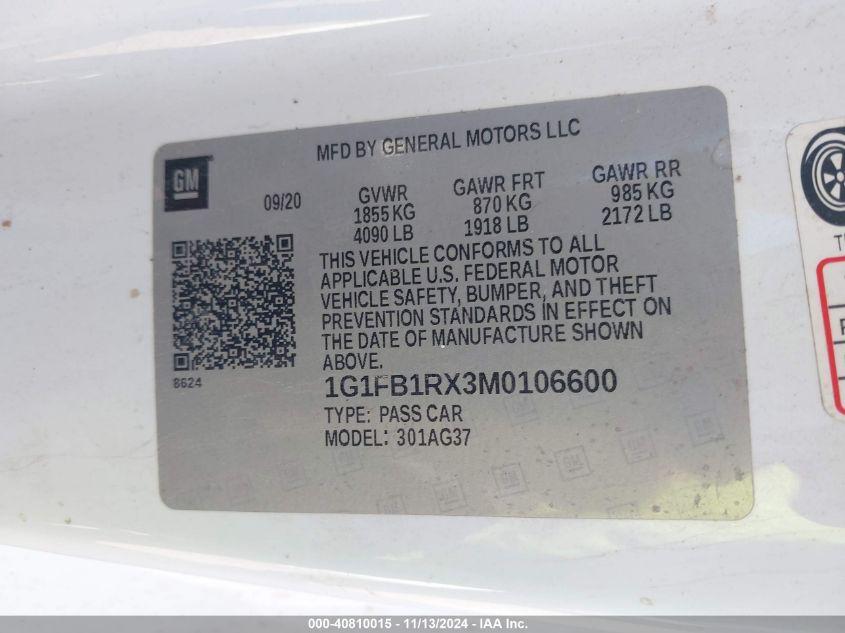 MFD BY GENERAL MOTORS LLC
GM
09/20
GVWR
1855 KG
4090 LB
GAWR FRT
870 KG
1918 LB
GAWR RR
985 KG
2172 LB
THIS VEHICLE CONFORMS TO ALL
APPLICABLE U.S. FEDERAL MOTOR
VEHICLE SAFETY, BUMPER, AND THEFT
PREVENTION STANDARDS IN EFFECT ON
THE DATE OF MANUFACTURE SHOWN
ABOVE.
8624
1G1FB1RX3M0106600
TYPE: PASS CAR
MODEL: 301AG37
000-40810015 - 11/13/2024 - IAA Inc.